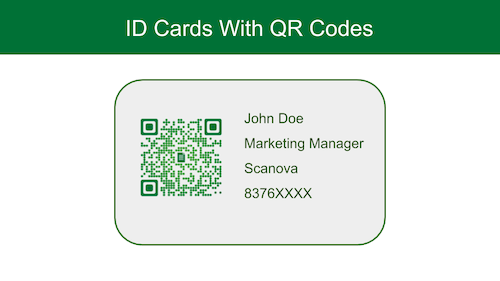 ID Cards With QR Codes
John Doe
Marketing Manager
Scanova
8376XXXX